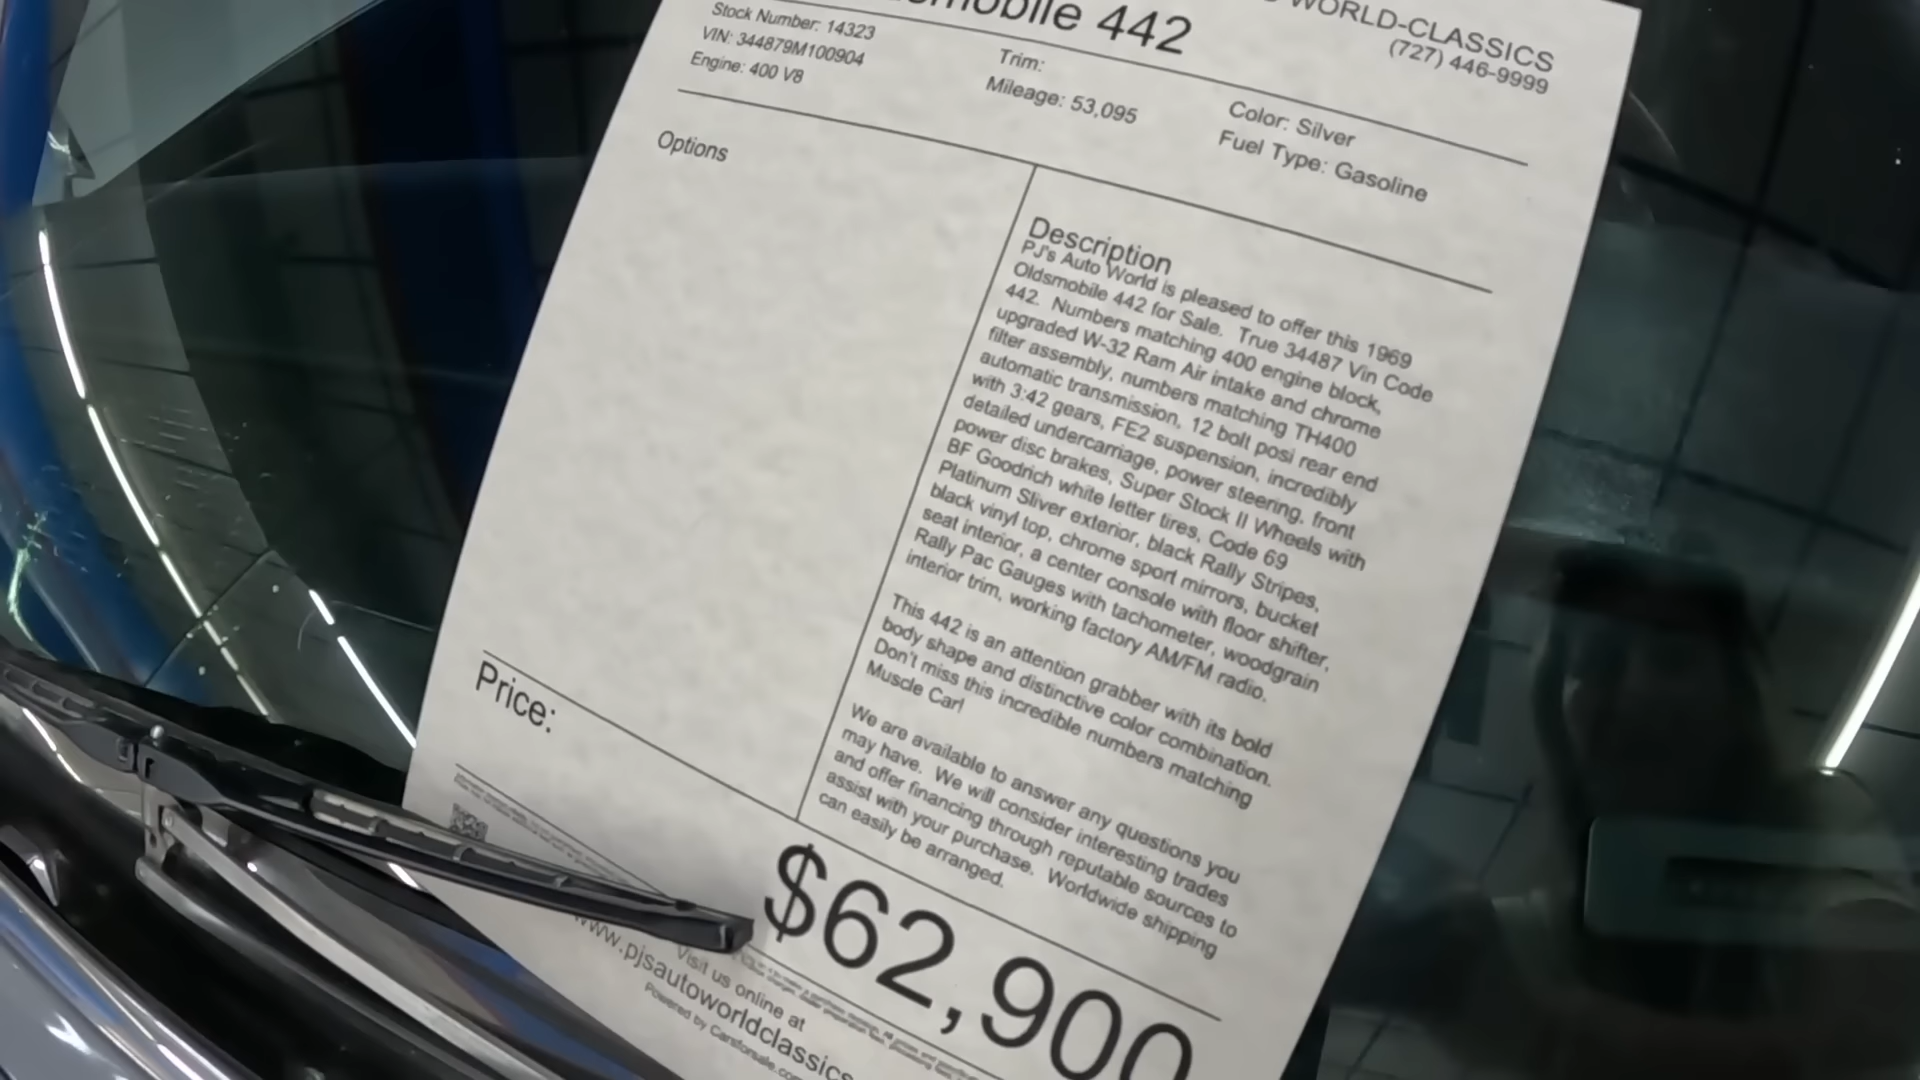 mobile 442
WORLD-CLASSICS
(727) 446-9999
Stock Number: 14323
VIN: 344879M100904
Engine: 400 V8
Trim:
Mileage: 53,095
Color: Silver
Fuel Type: Gasoline
Options
Description
PJ's Auto World is pleased to offer this 1969
Oldsmobile 442 for Sale. True 34487 Vin Code
442. Numbers matching 400 engine block,
upgraded W-32 Ram Air intake and chrome
filter assembly, numbers matching TH400
automatic transmission, 12 bolt posi rear end
with 3:42 gears, FE2 suspension, incredibly
detailed undercarriage, power steering, front
power disc brakes, Super Stock II Wheels with
BF Goodrich white letter tires, Code 69
Platinum Sliver exterior, black Rally Stripes,
black vinyl top, chrome sport mirrors, bucket
seat interior, a center console with floor shifter,
Rally Pac Gauges with tachometer, woodgrain
interior trim, working factory AM/FM radio.
This 442 is an attention grabber with its bold
body shape and distinctive color combination.
Don't miss this incredible numbers matching
Muscle Car!
We are available to answer any questions you
may have. We will consider interesting trades
and offer financing through reputable sources to
assist with your purchase. Worldwide shipping
can easily be arranged.
Price:
$62,900
Visit us online at
www.pjsautoworldclassics
Powered by Carsforsale.co